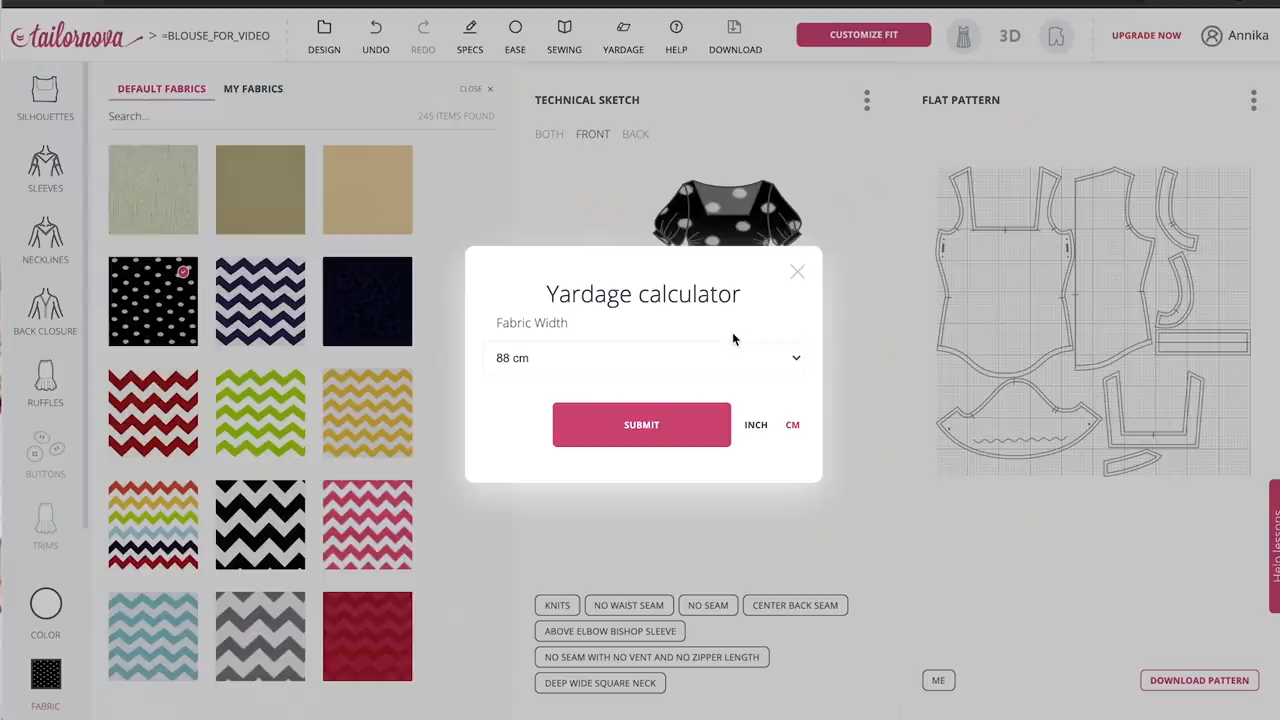 tailornova > =BLOUSE_FOR_VIDEO
DESIGN UNDO REDO SPECS EASE SEWING YARDAGE HELP DOWNLOAD
CUSTOMIZE FIT
3D
UPGRADE NOW
Annika
SILHOUETTES
SLEEVES
NECKLINES
BACK CLOSURE
RUFFLES
BUTTONS
TRIMS
COLOR
FABRIC
DEFAULT FABRICS MY FABRICS CLOSE ×
Search... 245 ITEMS FOUND
TECHNICAL SKETCH
BOTH FRONT BACK
Yardage calculator
Fabric Width
88 cm
SUBMIT INCH CM
KNITS NO WAIST SEAM NO SEAM CENTER BACK SEAM
ABOVE ELBOW BISHOP SLEEVE
NO SEAM WITH NO VENT AND NO ZIPPER LENGTH
DEEP WIDE SQUARE NECK
FLAT PATTERN
ME DOWNLOAD PATTERN
Help lessons